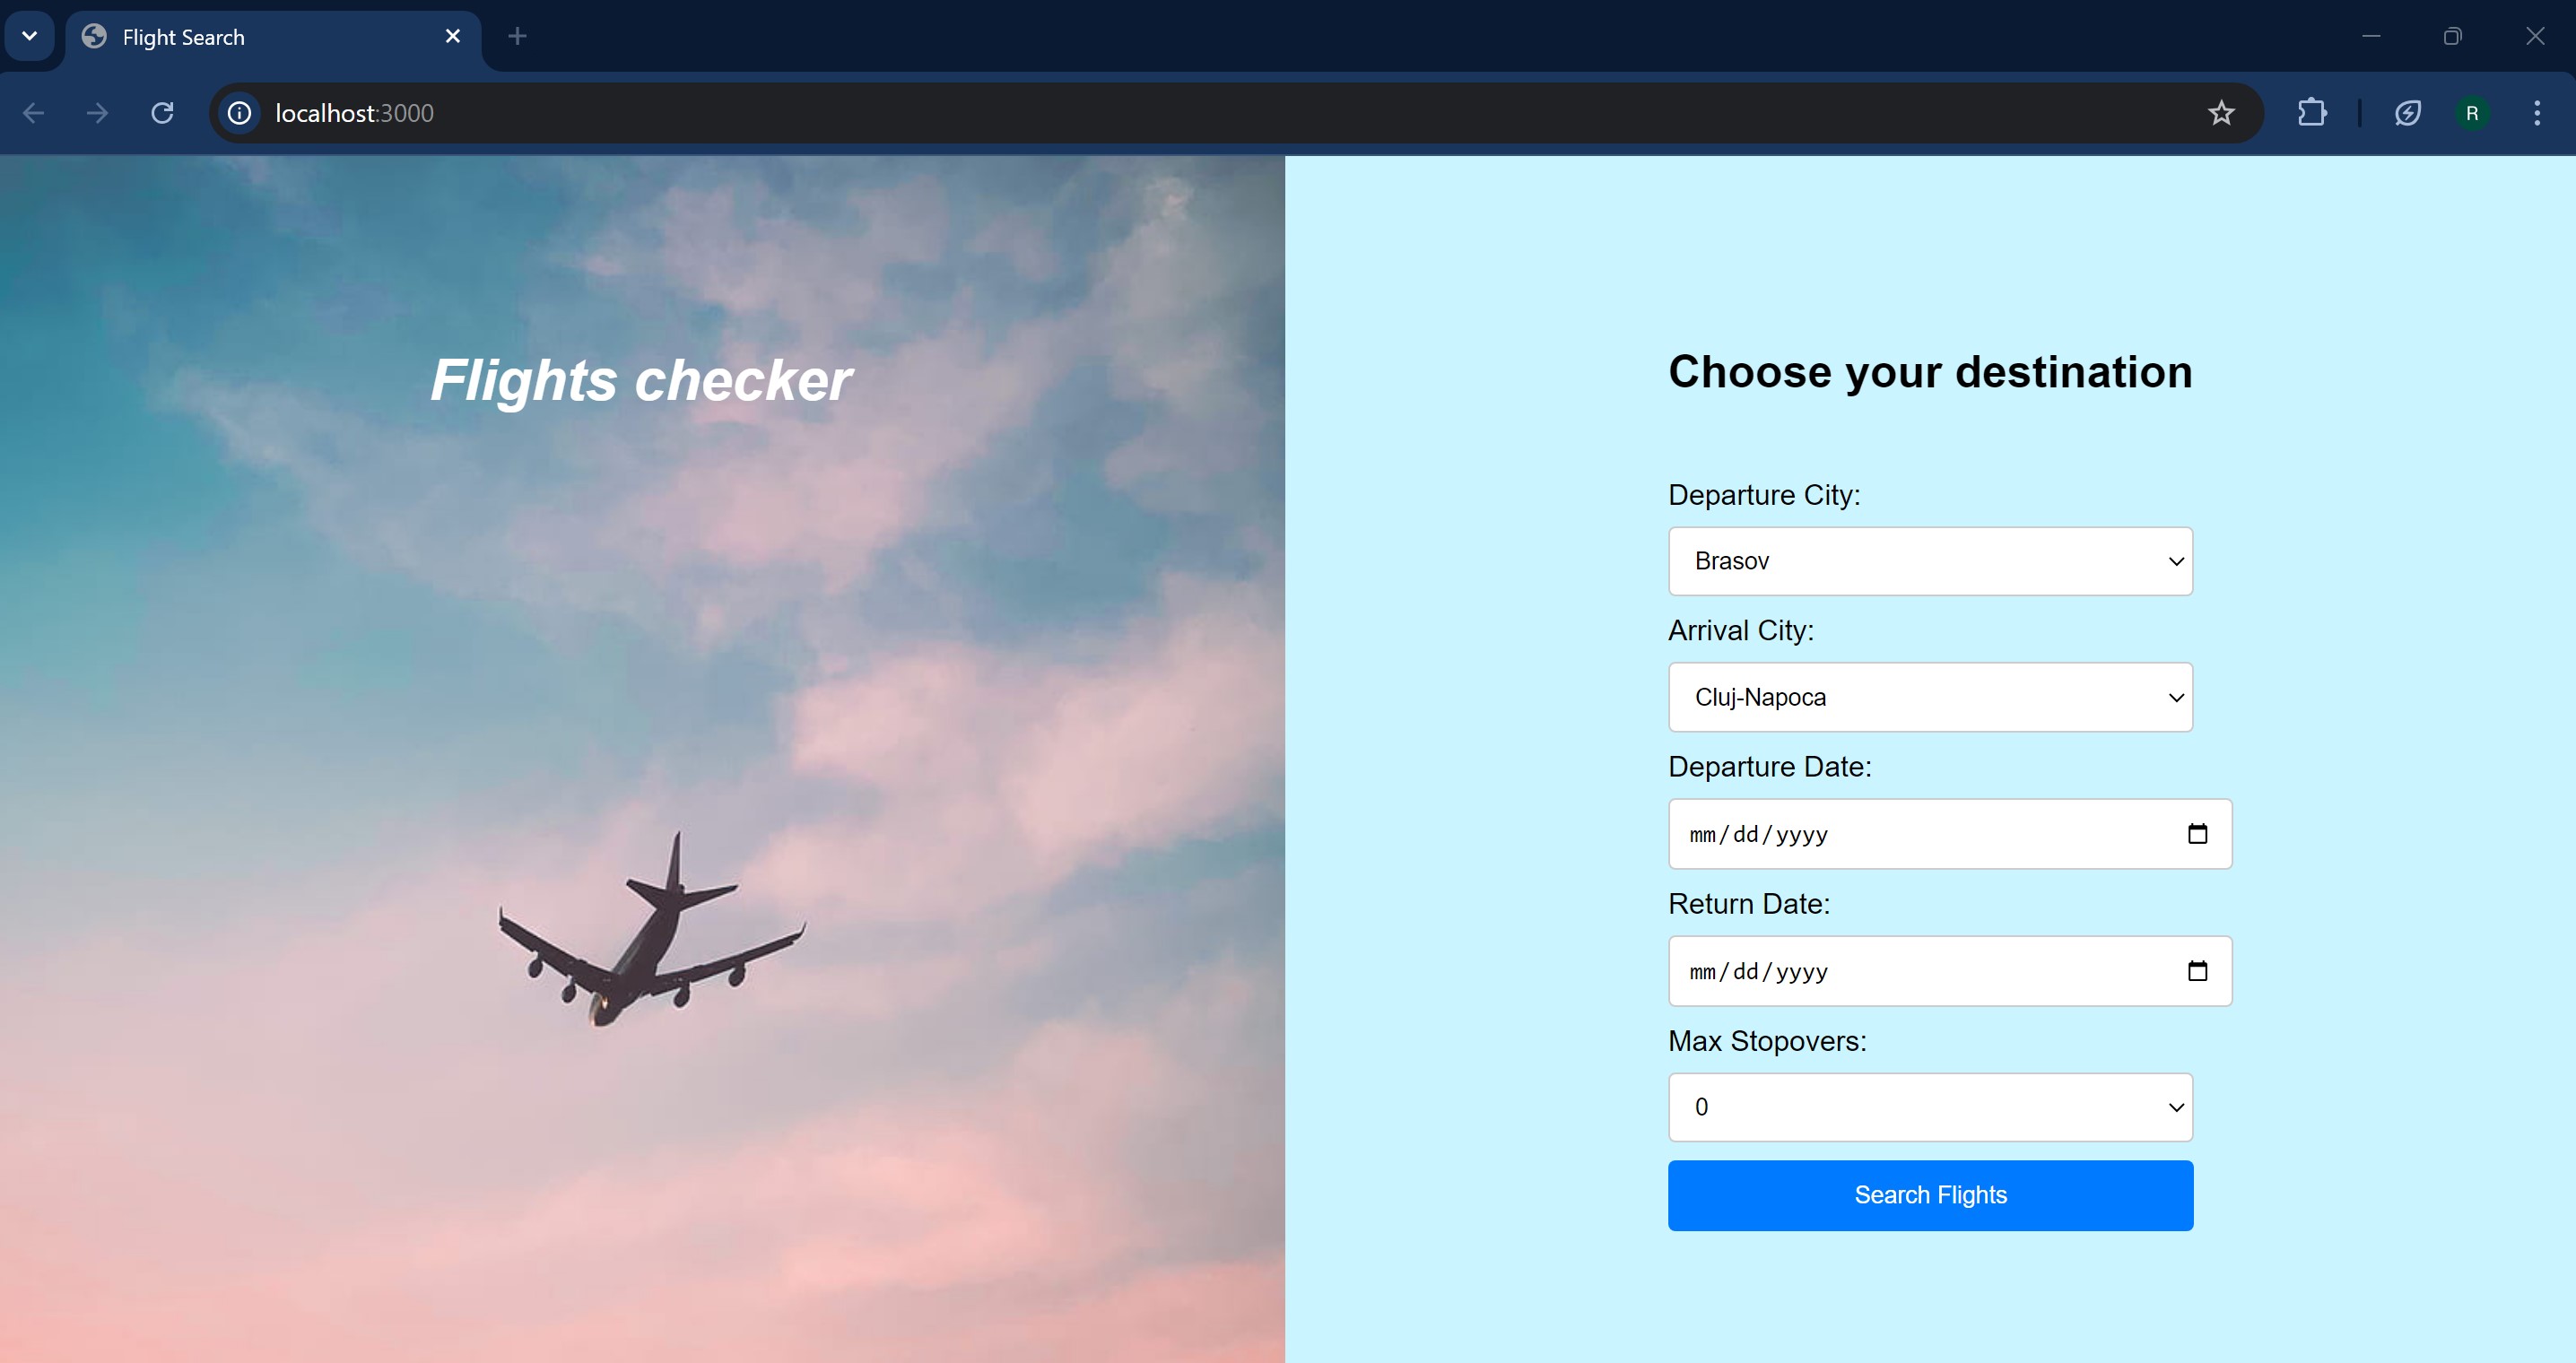 Flight Search
localhost:3000
R
Flights checker
Choose your destination
Departure City:
Brasov
Arrival City:
Cluj-Napoca
Departure Date:
mm/dd/yyyy
Return Date:
mm/dd/yyyy
Max Stopovers:
0
Search Flights